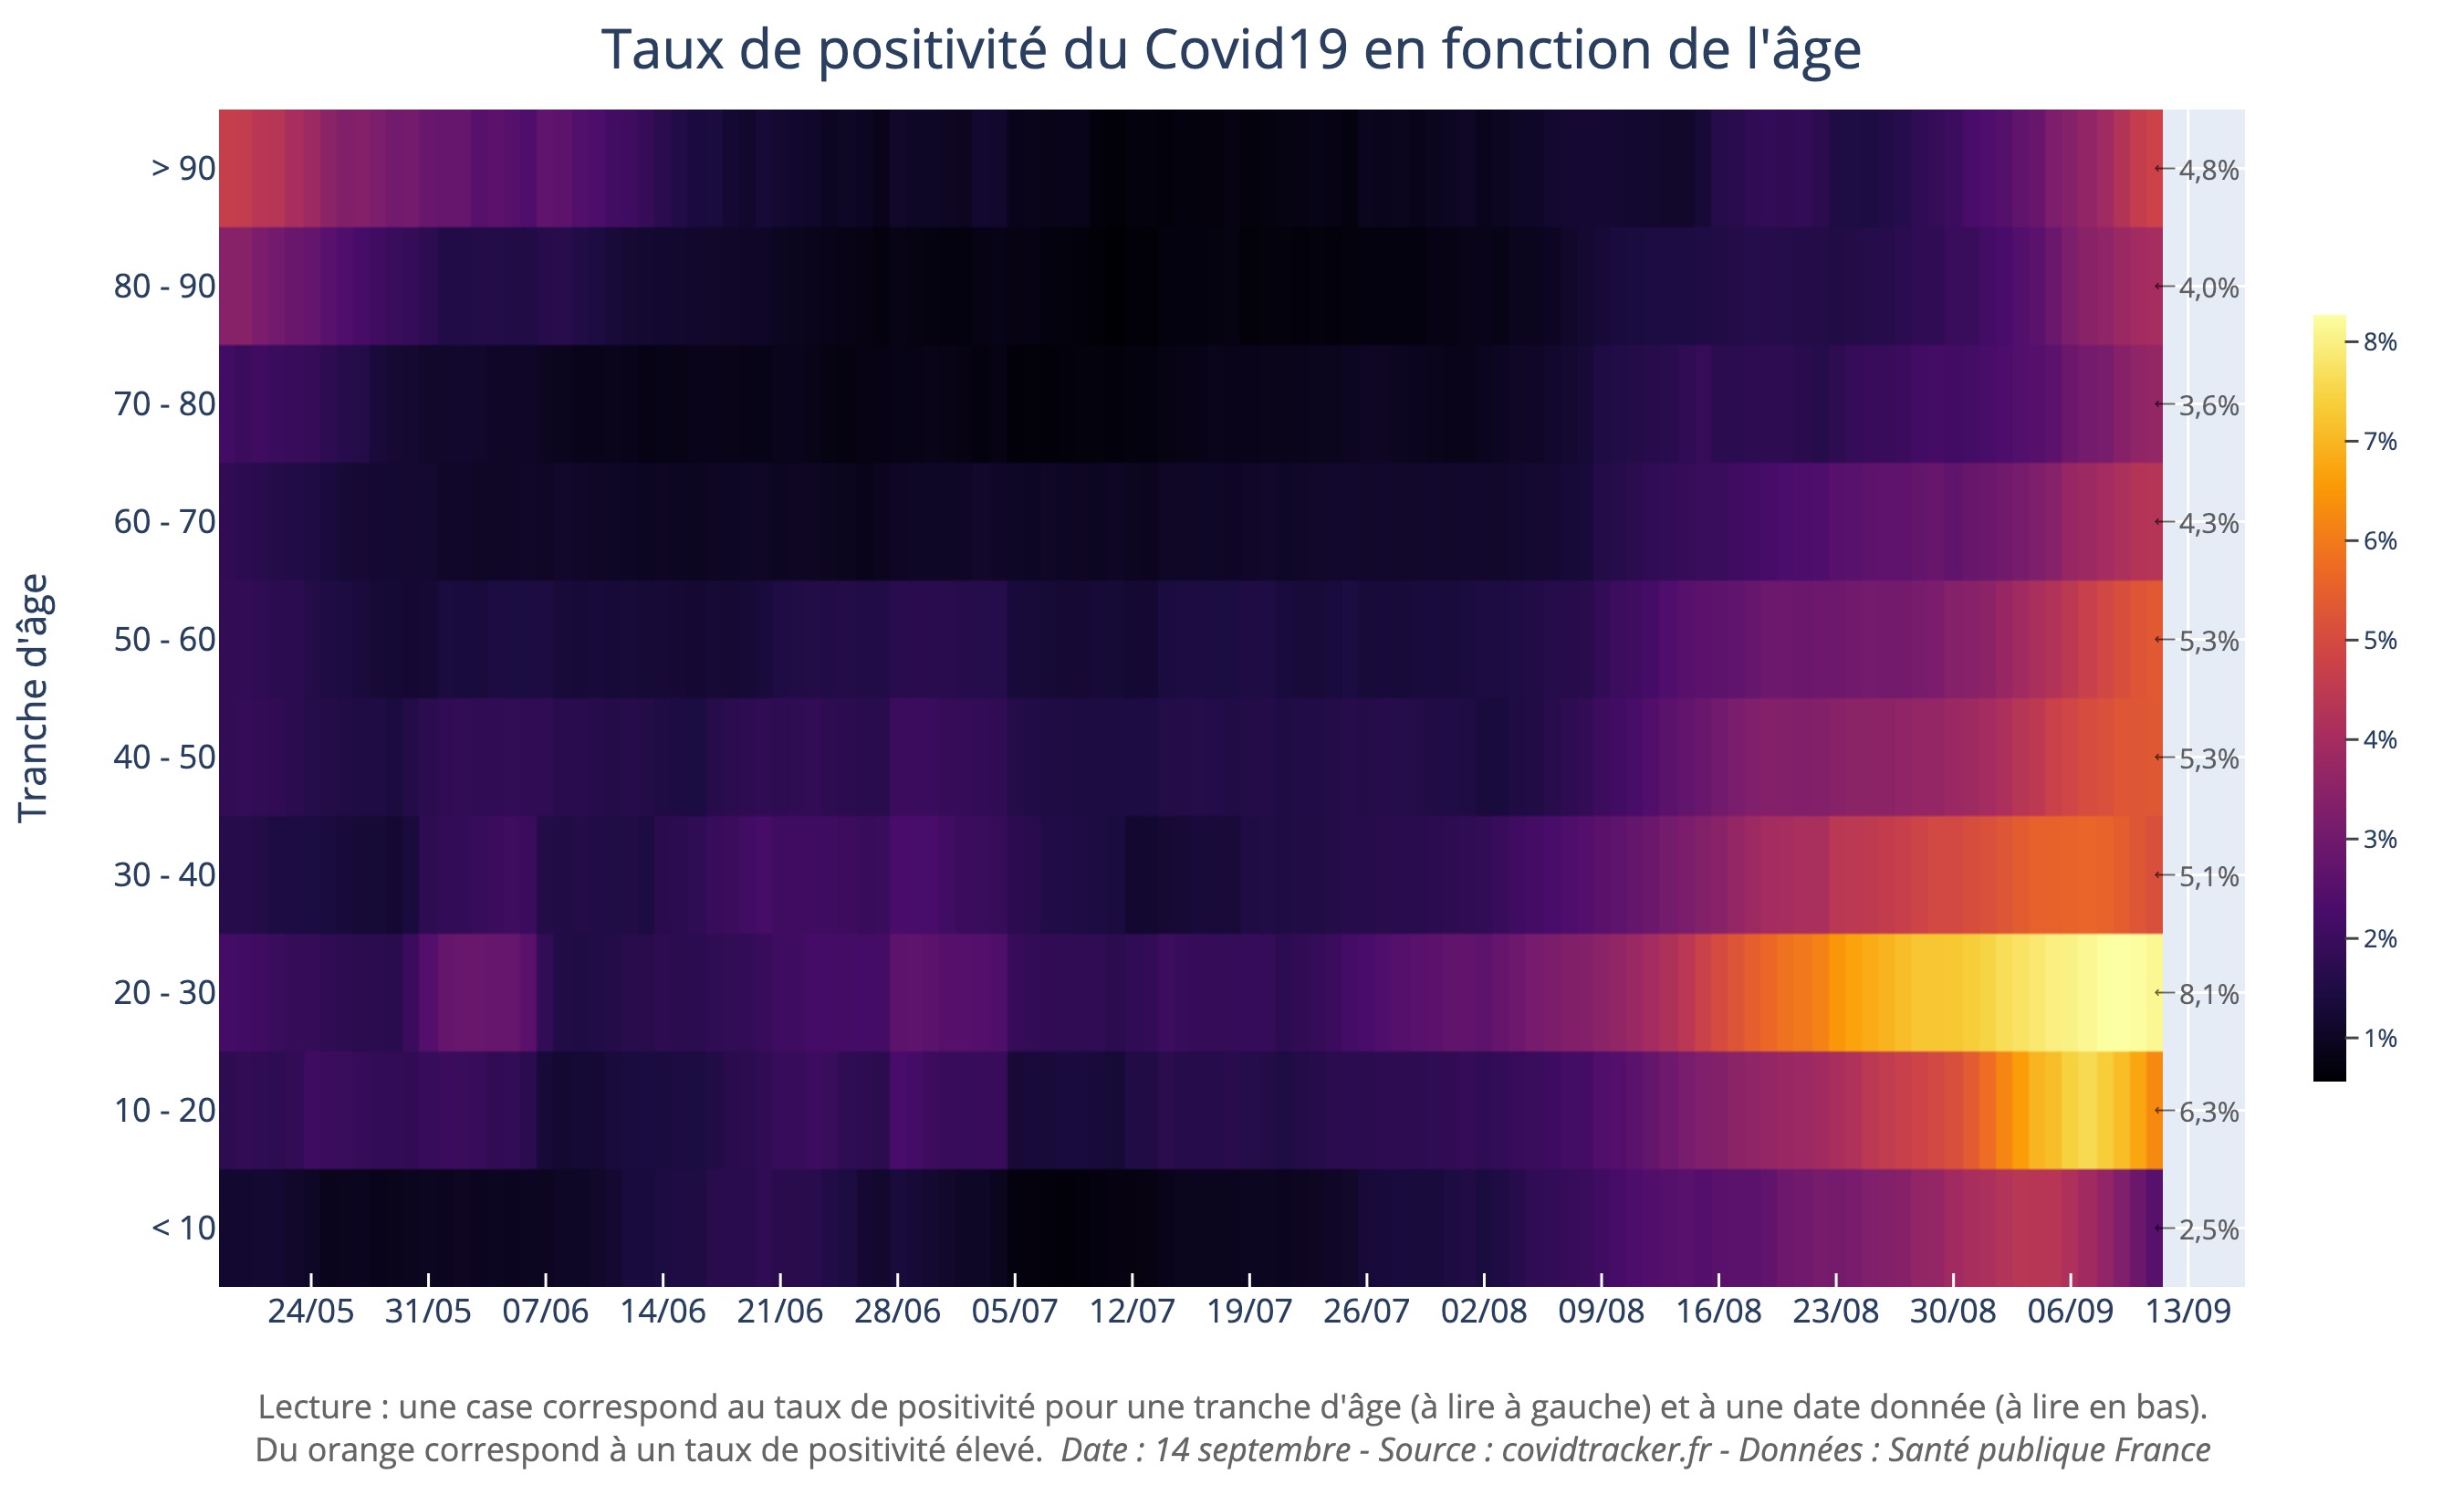 Taux de positivité du Covid19 en fonction de l'âge
Tranche d'âge
> 90
80 - 90
70 - 80
60 - 70
50 - 60
40 - 50
30 - 40
20 - 30
10 - 20
< 10
4,8%
4,0%
3,6%
4,3%
5,3%
5,3%
5,1%
8,1%
6,3%
2,5%
8%
7%
6%
5%
4%
3%
2%
1%
24/05 31/05 07/06 14/06 21/06 28/06 05/07 12/07 19/07 26/07 02/08 09/08 16/08 23/08 30/08 06/09 13/09
Lecture : une case correspond au taux de positivité pour une tranche d'âge (à lire à gauche) et à une date donnée (à lire en bas).
Du orange correspond à un taux de positivité élevé. Date : 14 septembre - Source : covidtracker.fr - Données : Santé publique France